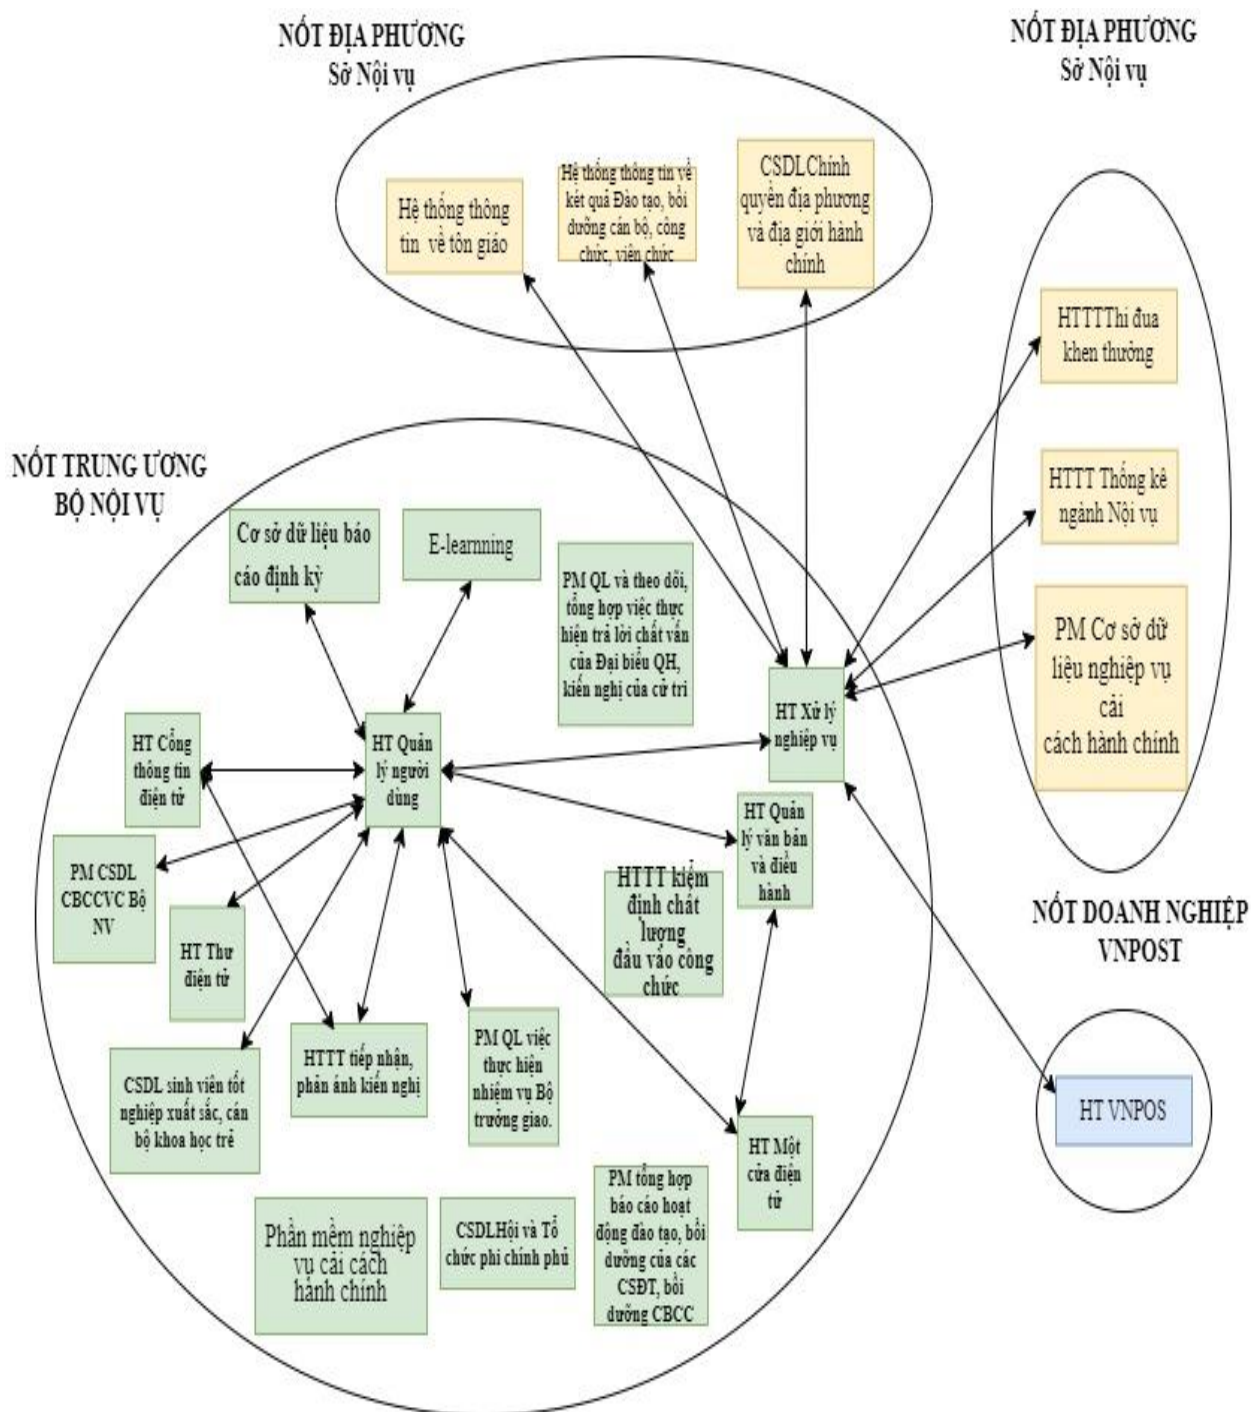 NỐT ĐỊA PHƯƠNG
Sở Nội vụ
NỐT ĐỊA PHƯƠNG
Sở Nội vụ
Hệ thống thông
tin về tôn giáo
Hệ thống thông tin về
kết quả Đào tạo, bồi
dưỡng cán bộ, công
chức, viên chức
CSDLChính
quyền địa phương
và địa giới hành
chính
HTTTThi đua
khen thưởng
HTTT Thống kê
ngành Nội vụ
PM Cơ sở dữ
liệu nghiệp vụ
cải
cách hành chính
NỐT TRUNG ƯƠNG
BỘ NỘI VỤ
Cơ sở dữ liệu báo
cáo định kỳ
E-learnning
PM QL và theo dõi,
tổng hợp việc thực
hiện trả lời chất vấn
của Đại biểu QH,
kiến nghị của cử tri
HT Xử lý
nghiệp vụ
HT Cổng
thông tin
điện tử
HT Quản
lý người
dùng
HT Quản
lý văn bản
và điều
hành
PM CSDL
CBCCVC Bộ
NV
HTTT kiểm
định chất
lượng
đầu vào công
chức
HT Thư
điện tử
NỐT DOANH NGHIỆP
VNPOST
HT VNPOS
CSDL sinh viên tốt
nghiệp xuất sắc, cán
bộ khoa học trẻ
HTTT tiếp nhận,
phản ánh kiến nghị
PM QL việc
thực hiện
nhiệm vụ Bộ
trưởng giao.
HT Một
cửa điện
tử
Phần mềm nghiệp
vụ cải cách
hành chính
CSDLHội và Tổ
chức phi chính phủ
PM tổng hợp
báo cáo hoạt
động đào tạo, bồi
dưỡng của các
CSĐT, bồi
dưỡng CBCC